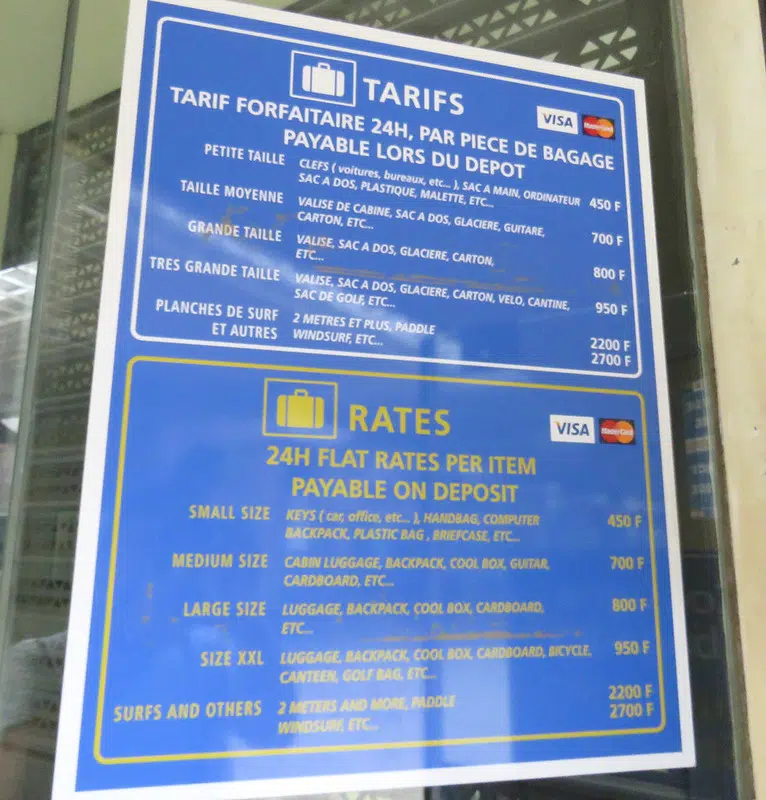 TARIFS
VISA MasterCard
TARIF FORFAITAIRE 24H, PAR PIECE DE BAGAGE
PAYABLE LORS DU DEPOT
PETITE TAILLE CLEFS ( voitures, bureaux, etc... ), SAC A MAIN, ORDINATEUR 450 F
SAC A DOS, PLASTIQUE, MALETTE, ETC...
TAILLE MOYENNE VALISE DE CABINE, SAC A DOS, GLACIERE, GUITARE, 700 F
CARTON, ETC...
GRANDE TAILLE VALISE, SAC A DOS, GLACIERE, CARTON, 800 F
ETC...
TRES GRANDE TAILLE VALISE, SAC A DOS, GLACIERE, CARTON, VELO, CANTINE, 950 F
SAC DE GOLF, ETC...
PLANCHES DE SURF 2 METRES ET PLUS, PADDLE 2200 F
ET AUTRES WINDSURF, ETC... 2700 F
RATES
VISA MasterCard
24H FLAT RATES PER ITEM
PAYABLE ON DEPOSIT
SMALL SIZE KEYS ( car, office, etc... ), HANDBAG, COMPUTER 450 F
BACKPACK, PLASTIC BAG , BRIEFCASE, ETC...
MEDIUM SIZE CABIN LUGGAGE, BACKPACK, COOL BOX, GUITAR, 700 F
CARDBOARD, ETC...
LARGE SIZE LUGGAGE, BACKPACK, COOL BOX, CARDBOARD, 800 F
ETC...
SIZE XXL LUGGAGE, BACKPACK, COOL BOX, CARDBOARD, BICYCLE, 950 F
CANTEEN, GOLF BAG, ETC...
SURFS AND OTHERS 2 METERS AND MORE, PADDLE 2200 F
WINDSURF, ETC... 2700 F